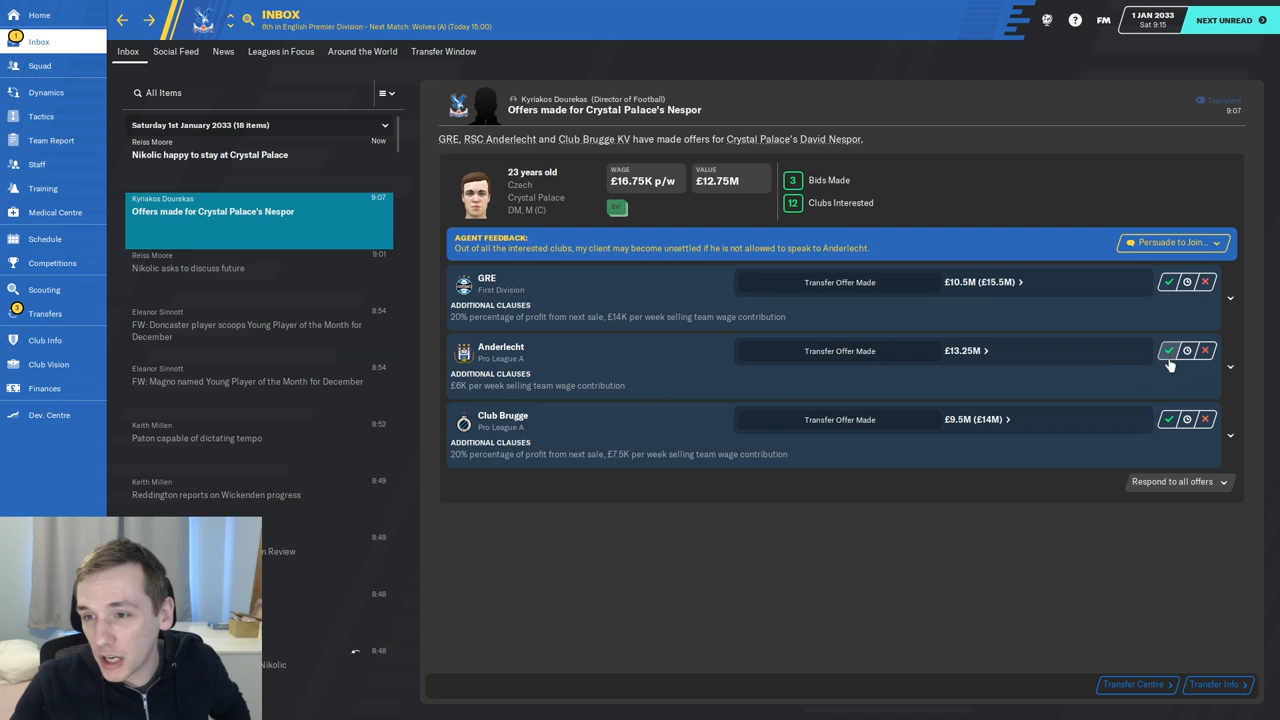 Home
1
Inbox
Squad
Dynamics
Tactics
Team Report
Staff
Training
Medical Centre
Schedule
Competitions
Scouting
3
Transfers
Club Info
Club Vision
Finances
Dev. Centre
INBOX
6th in English Premier Division - Next Match: Wolves (A) (Today 15:00)
?
FM
1 JAN 2033
Sat 9:15
NEXT UNREAD
Inbox
Social Feed
News
Leagues in Focus
Around the World
Transfer Window
All Items
Saturday 1st January 2033 (18 items)
Reiss Moore
Now
Nikolic happy to stay at Crystal Palace
Kyriakos Dourekas
9:07
Offers made for Crystal Palace's Nespor
Reiss Moore
9:01
Nikolic asks to discuss future
Eleanor Sinnott
8:54
FW: Doncaster player scoops Young Player of the Month for
December
Eleanor Sinnott
8:54
FW: Magno named Young Player of the Month for December
Keith Millen
8:52
Paton capable of dictating tempo
Keith Millen
8:49
Reddington reports on Wickenden progress
8:49
n Review
8:48
8:48
Nikolic
Kyriakos Dourekas (Director of Football)
Offers made for Crystal Palace's Nespor
Transfers
9:07
GRE, RSC Anderlecht and Club Brugge KV have made offers for Crystal Palace's David Nespor.
23 years old
Czech
Crystal Palace
DM, M (C)
WAGE
£16.75K p/w
VALUE
£12.75M
Bid
3 Bids Made
12 Clubs Interested
AGENT FEEDBACK:
Out of all the interested clubs, my client may become unsettled if he is not allowed to speak to Anderlecht.
Persuade to Join...
GRE
First Division
Transfer Offer Made
£10.5M (£15.5M)
ADDITIONAL CLAUSES
20% percentage of profit from next sale, £14K per week selling team wage contribution
Anderlecht
Pro League A
Transfer Offer Made
£13.25M
ADDITIONAL CLAUSES
£6K per week selling team wage contribution
Club Brugge
Pro League A
Transfer Offer Made
£9.5M (£14M)
ADDITIONAL CLAUSES
20% percentage of profit from next sale, £7.5K per week selling team wage contribution
Respond to all offers
Transfer Centre
Transfer Info